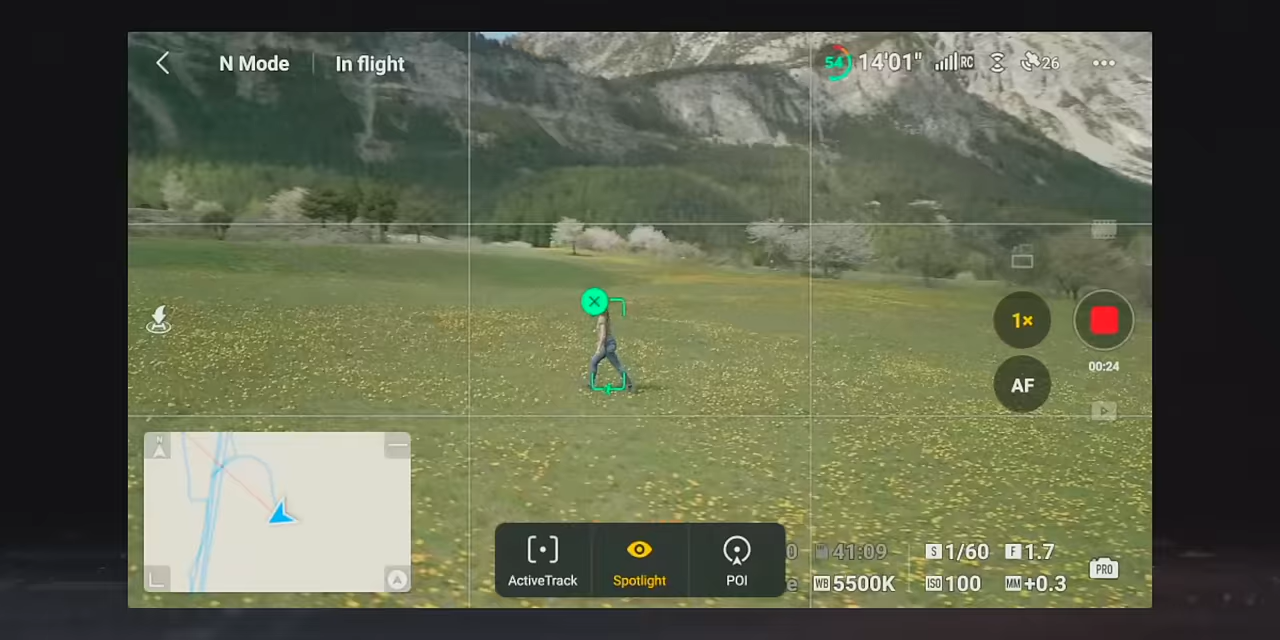 N Mode
In flight
54
14'01"
RC
26
1×
00:24
AF
N
ActiveTrack
Spotlight
POI
0
41:09
S 1/60
F 1.7
e
WB 5500K
ISO 100
MM +0.3
PRO